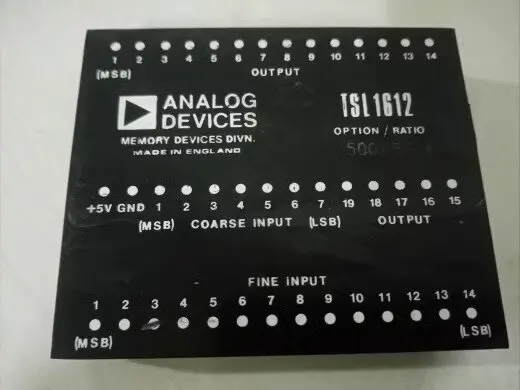 1 2 3 4 5 6 7 8 9 10 11 12 13 14
(MSB) OUTPUT
ANALOG DEVICES
TSL1612
MEMORY DEVICES DIVN.
MADE IN ENGLAND
OPTION / RATIO
+5V GND 1 2 3 4 5 6 7 19 18 17 16 15
(MSB) COARSE INPUT (LSB) OUTPUT
FINE INPUT
1 2 3 4 5 6 7 8 9 10 11 12 13 14
(MSB) (LSB)